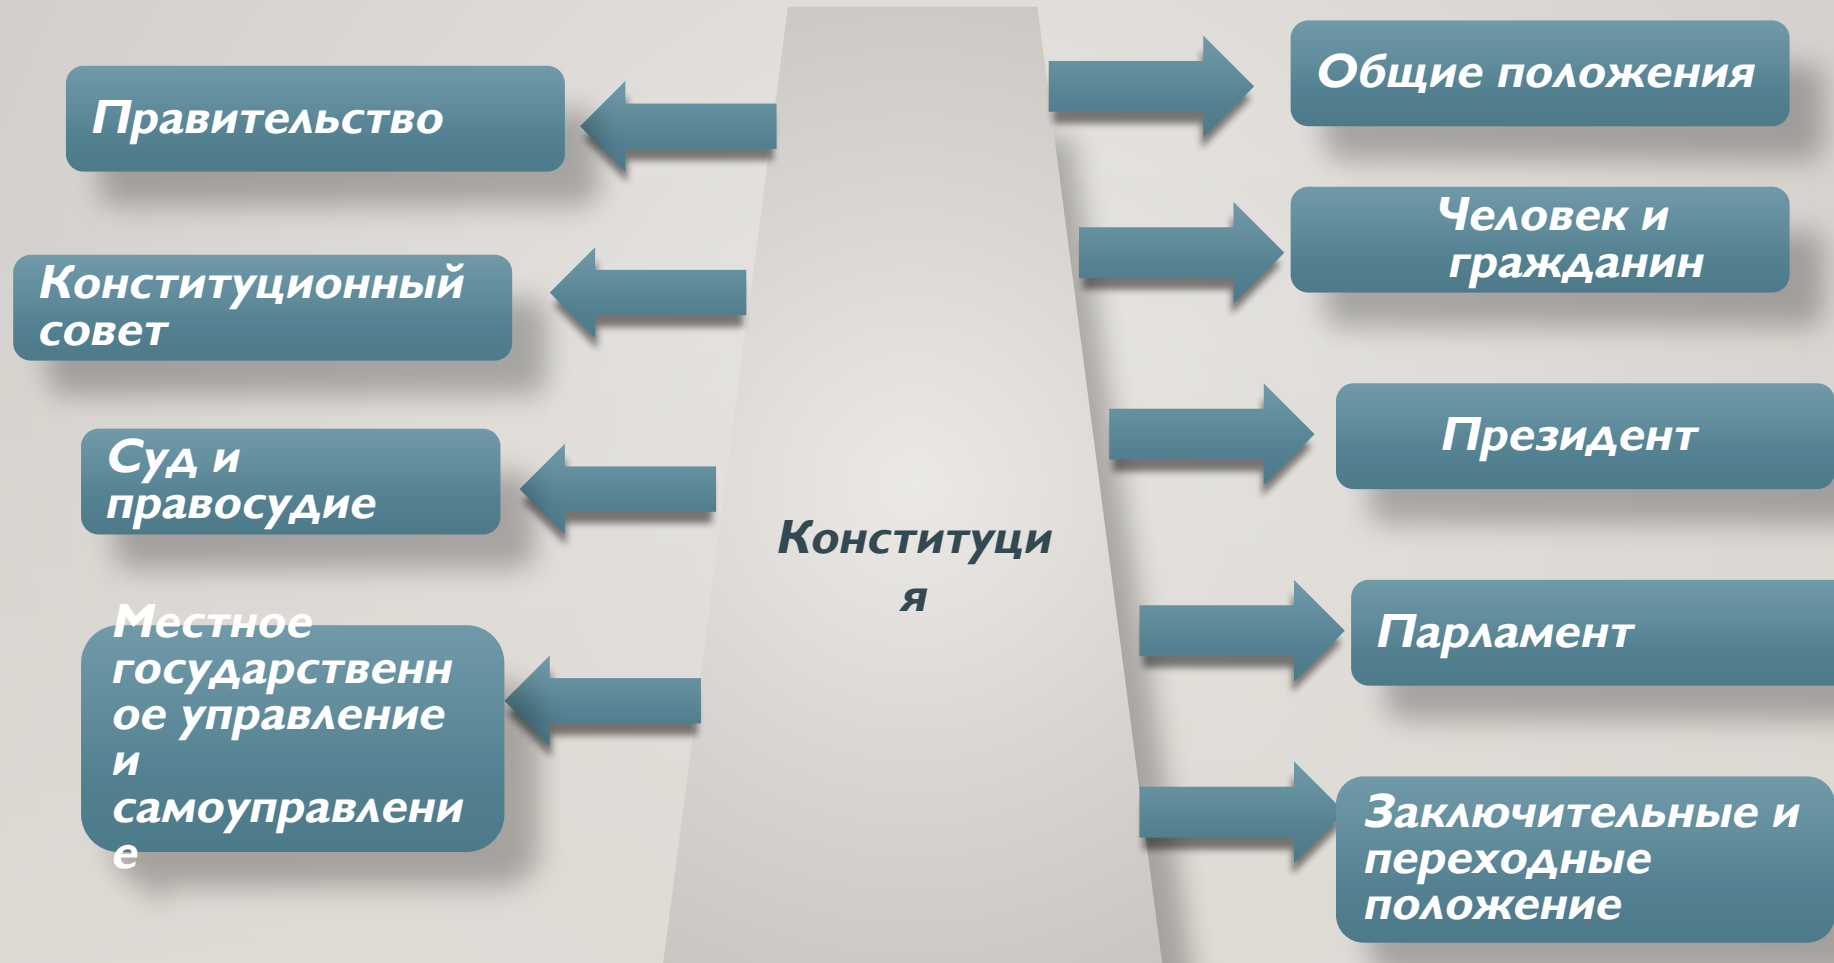 Правительство
Конституционный
совет
Суд и
правосудие
Местное
государственн
ое управление
и
самоуправлени
е
Конституци
я
Общие положения
Человек и
гражданин
Президент
Парламент
Заключительные и
переходные
положение